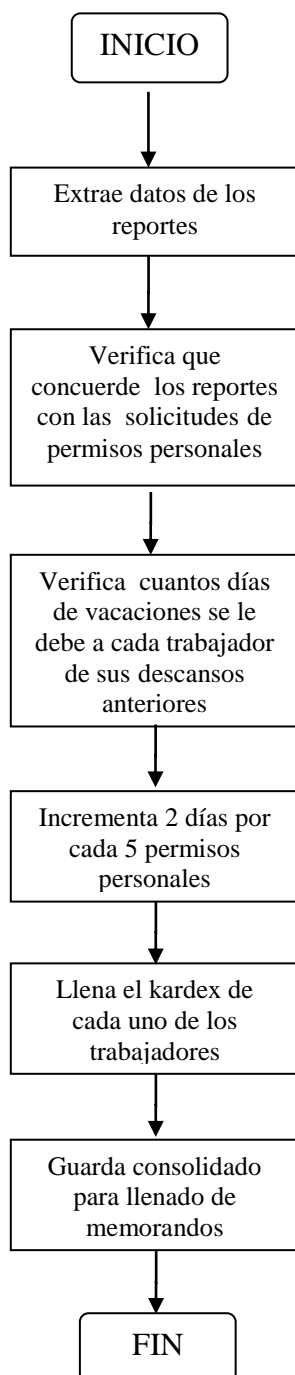 INICIO
Extrae datos de los
reportes
Verifica que
concuerde los reportes
con las solicitudes de
permisos personales
Verifica cuantos días
de vacaciones se le
debe a cada trabajador
de sus descansos
anteriores
Incrementa 2 días por
cada 5 permisos
personales
Llena el kardex de
cada uno de los
trabajadores
Guarda consolidado
para llenado de
memorandos
FIN